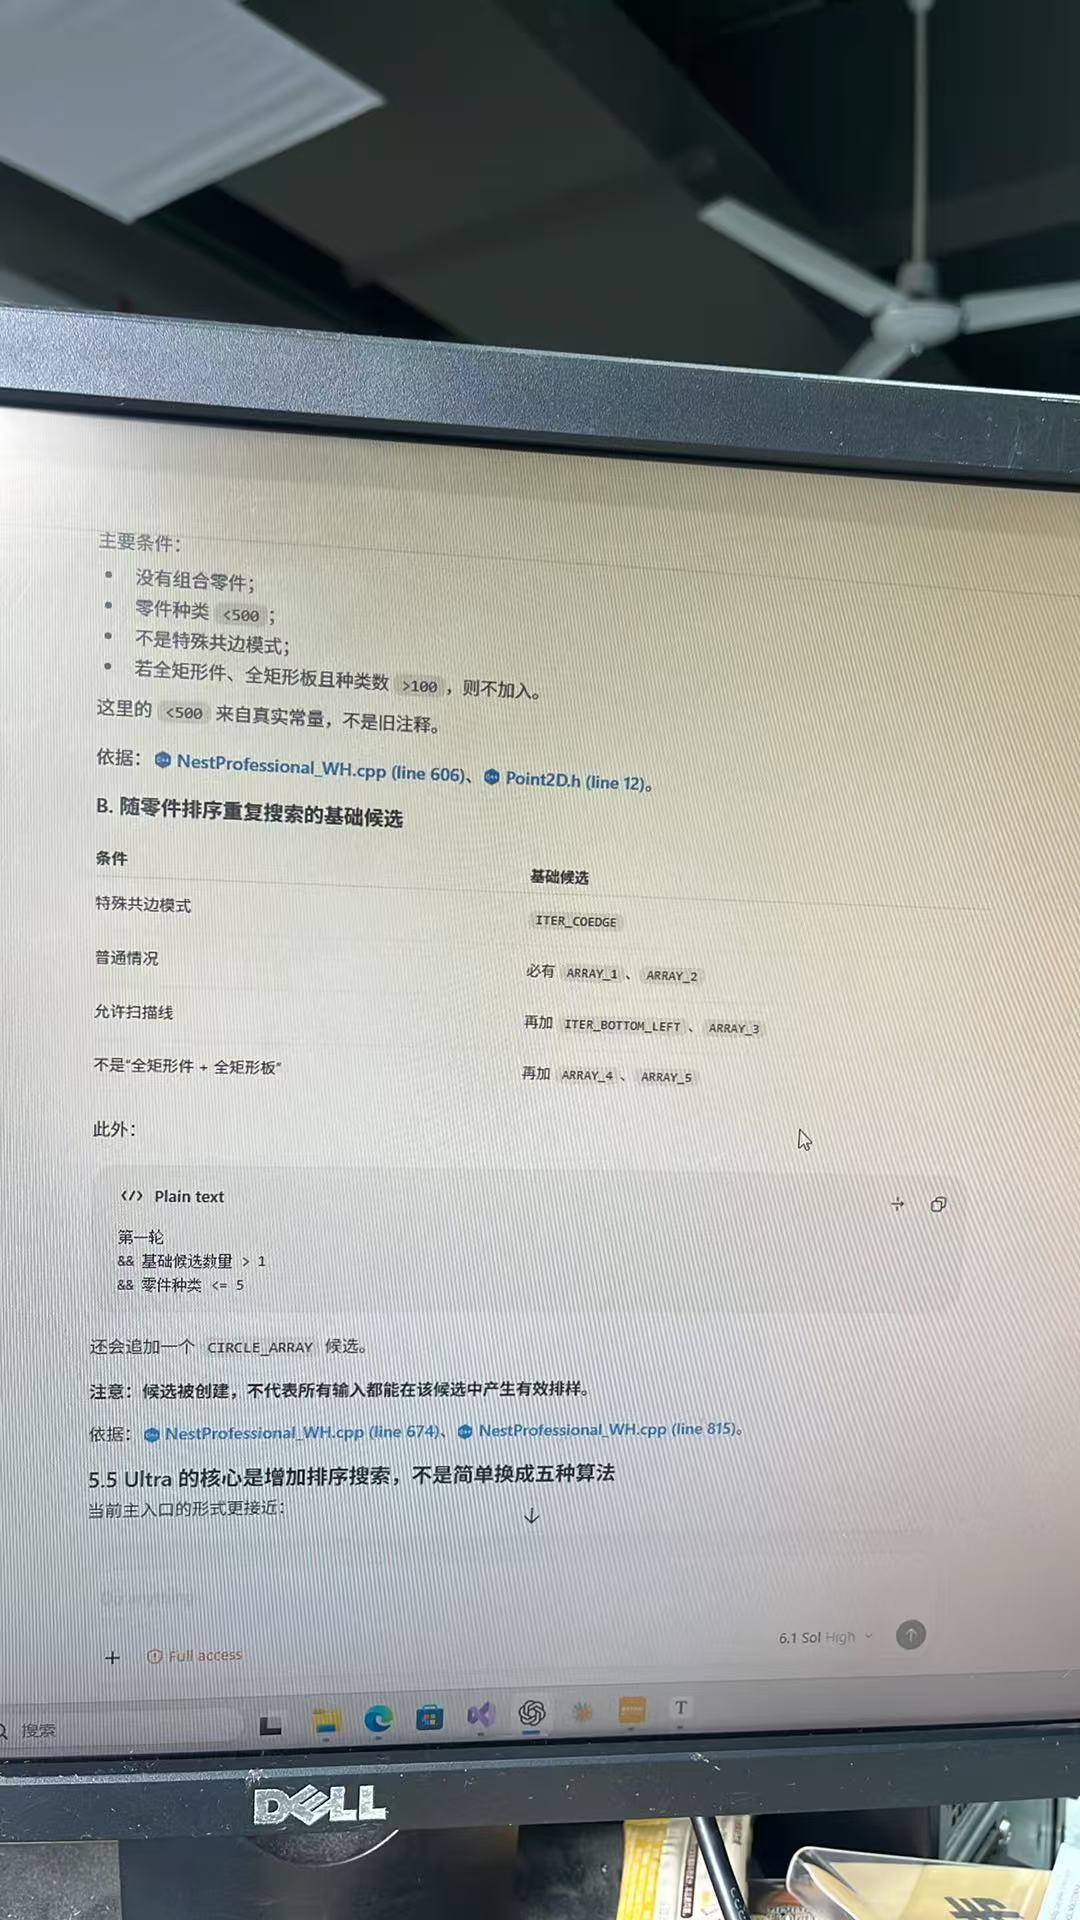 主要条件：
没有组合零件；
零件种类 <500；
不是特殊共边模式；
若全矩形件、全矩形板且种类数 >100，则不加入。
这里的 <500 来自真实常量，不是旧注释。
依据： NestProfessional_WH.cpp (line 606)、 Point2D.h (line 12)。
B. 随零件排序重复搜索的基础候选
条件 基础候选
特殊共边模式 ITER_COEDGE
普通情况 必有 ARRAY_1 、 ARRAY_2
允许扫描线 再加 ITER_BOTTOM_LEFT 、 ARRAY_3
不是“全矩形件 + 全矩形板” 再加 ARRAY_4 、 ARRAY_5
此外：
</> Plain text
第一轮
&& 基础候选数量 > 1
&& 零件种类 <= 5
还会追加一个 CIRCLE_ARRAY 候选。
注意：候选被创建，不代表所有输入都能在该候选中产生有效排样。
依据： NestProfessional_WH.cpp (line 674)、 NestProfessional_WH.cpp (line 815)。
5.5 Ultra 的核心是增加排序搜索，不是简单换成五种算法
当前主入口的形式更接近：
+ Full access 6.1 Sol High
搜索
T
DELL